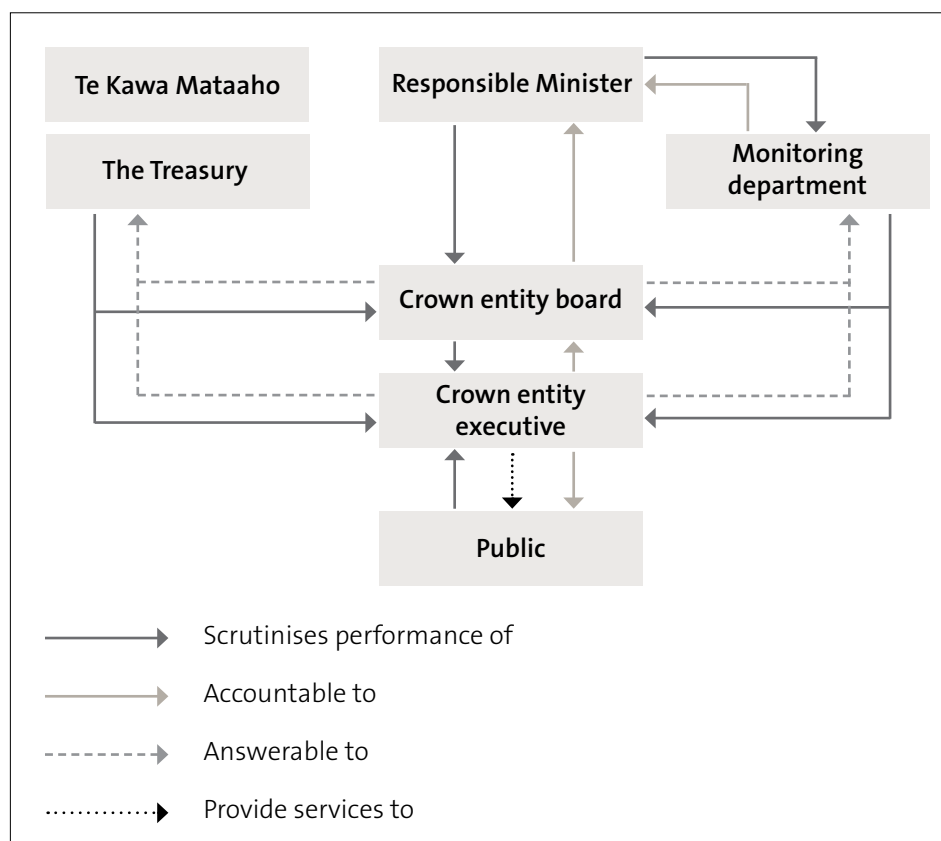 Te Kawa Mataaho
The Treasury
Responsible Minister
Monitoring
department
Crown entity board
Crown entity
executive
Public
Scrutinises performance of
Accountable to
Answerable to
Provide services to